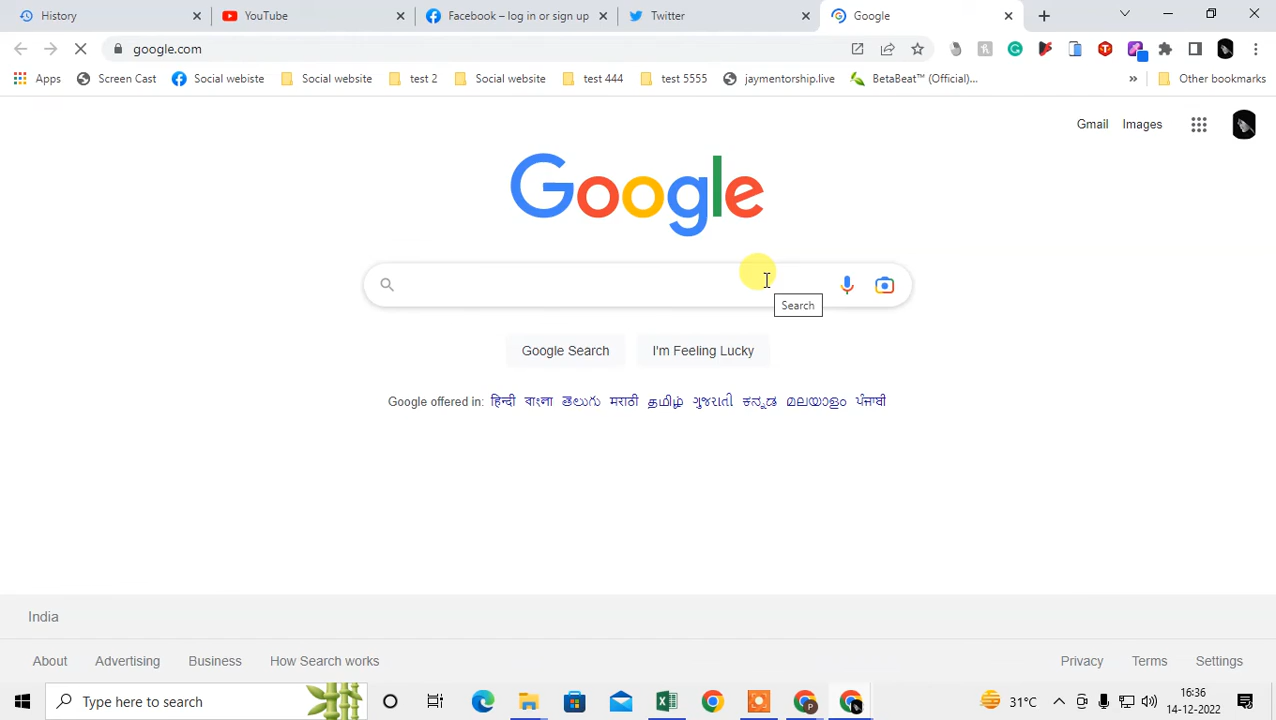 History
YouTube
Facebook – log in or sign up
Twitter
Google
google.com
Apps
Screen Cast
Social webiste
Social website
test 2
Social website
test 444
test 5555
jaymentorship.live
BetaBeat™ (Official)...
»
Other bookmarks
Gmail
Images
Google
Search
Google Search
I'm Feeling Lucky
Google offered in: हिन्दी বাংলা తెలుగు मराठी தமிழ் ગુજરાતી ಕನ್ನಡ മലയാളം ਪੰਜਾਬੀ
India
About
Advertising
Business
How Search works
Privacy
Terms
Settings
Type here to search
31°C
16:36
14-12-2022